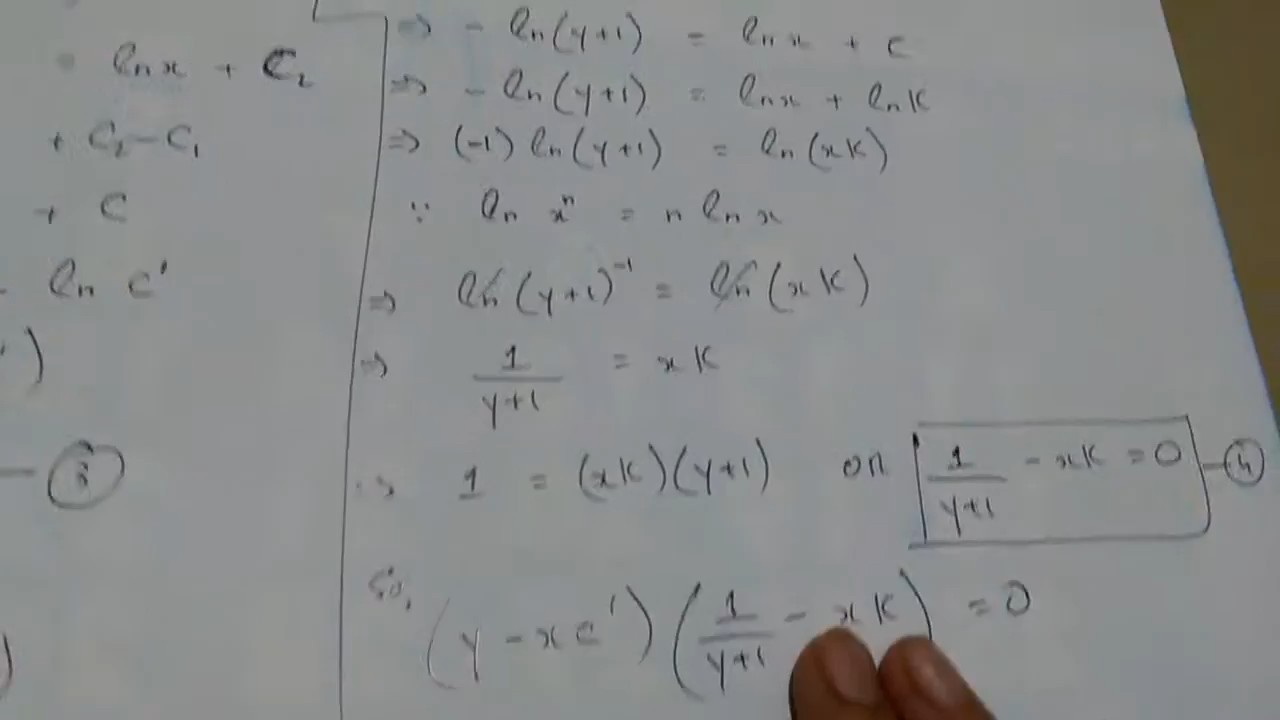 = ln x + C₂
+ C₂ - C₁
+ C
ln c'
')
3
)
⇒ - ln(y+1) = ln x + c
⇒ - ln(y+1) = ln x + ln K
⇒ (-1) ln(y+1) = ln(xK)
∵ ln xⁿ = n ln x
⇒ ln(y+1)⁻¹ = ln(xK)
⇒ 1/(y+1) = xK
⇒ 1 = (xK)(y+1) or 1/(y+1) - xK = 0 - 4
So, (y - xc')(1/(y+1) - xK) = 0